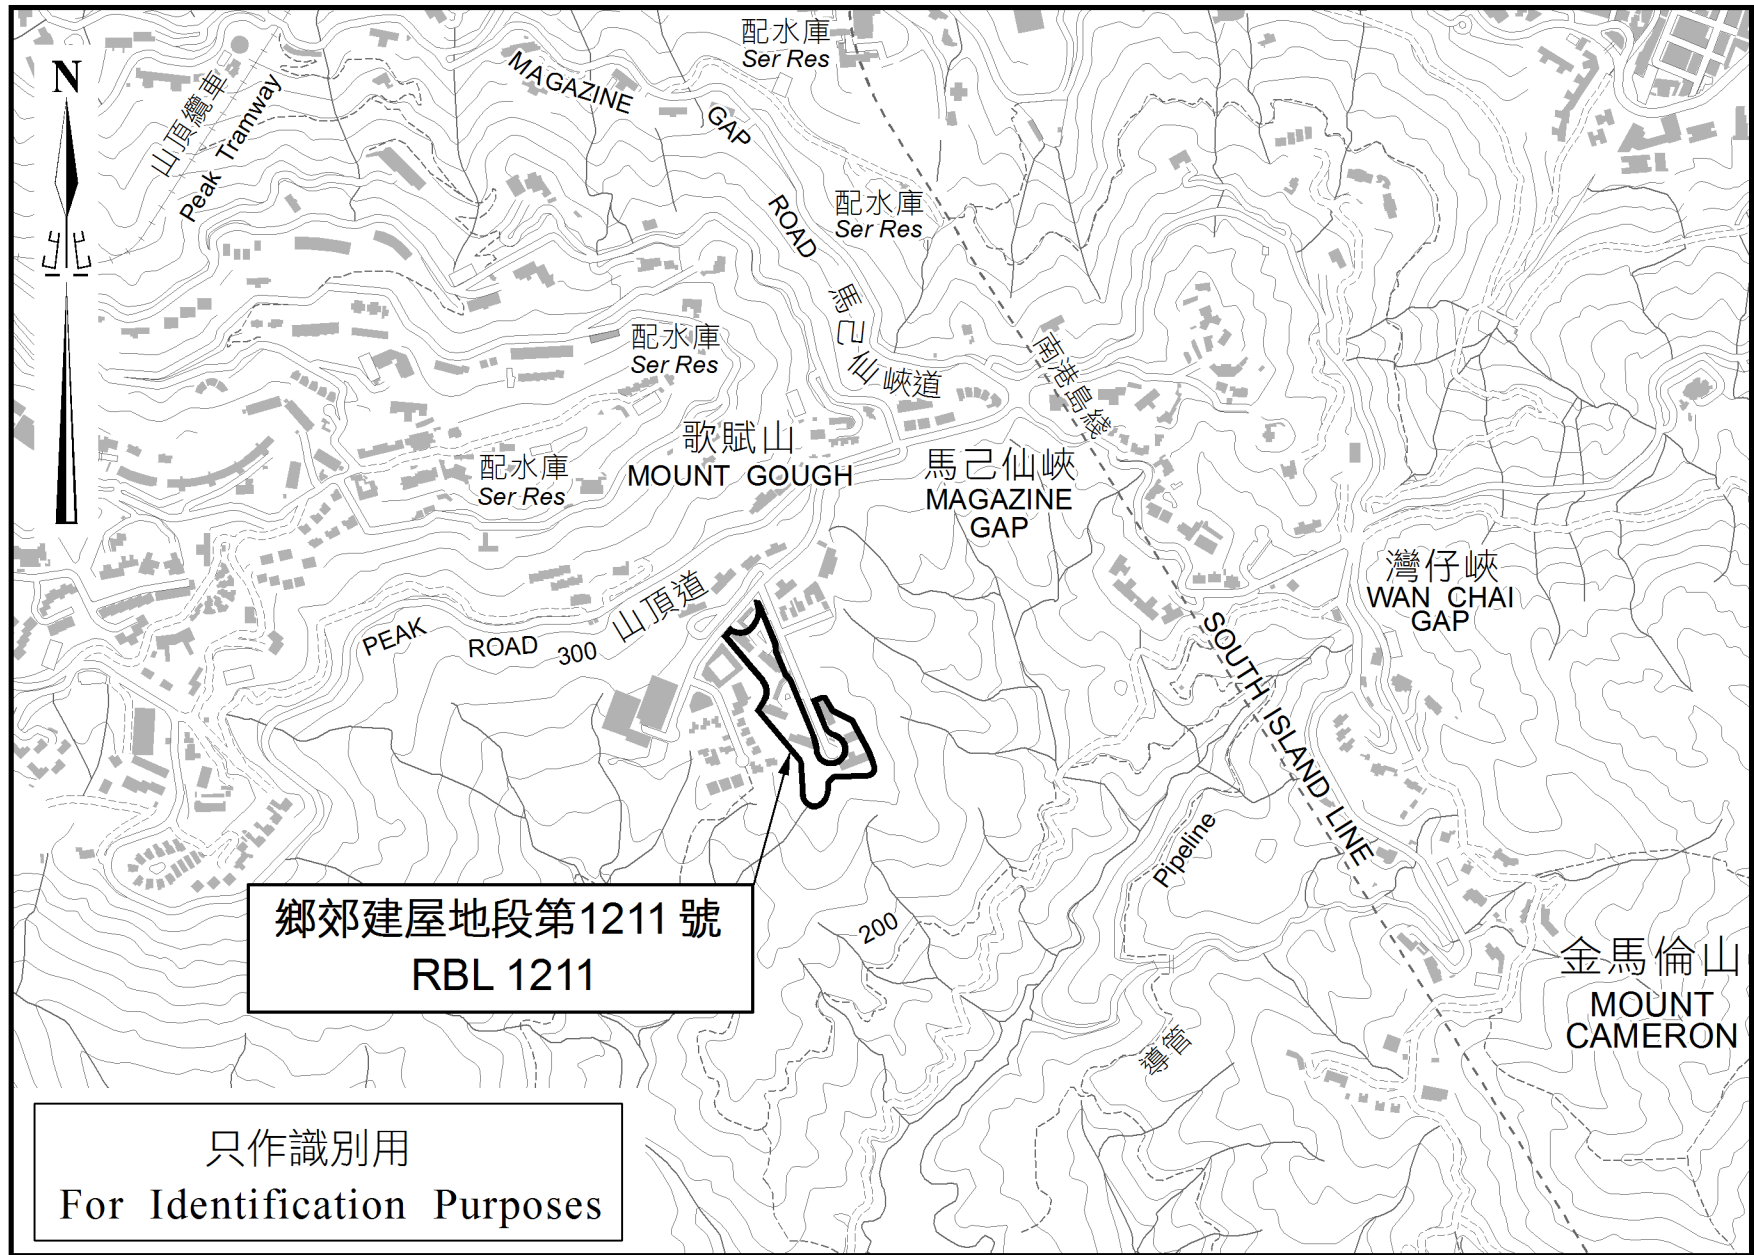 配水庫
Ser Res
N
山頂纜車
Peak Tramway
MAGAZINE GAP ROAD
馬己仙峽道
配水庫
Ser Res
配水庫
Ser Res
南港島綫
歌賦山
MOUNT GOUGH
配水庫
Ser Res
馬己仙峽
MAGAZINE
GAP
灣仔峽
WAN CHAI
GAP
山頂道
PEAK ROAD
300
SOUTH ISLAND LINE
Pipeline
鄉郊建屋地段第1211 號
RBL 1211
200
金馬倫山
MOUNT
CAMERON
導管
只作識別用
For Identification Purposes